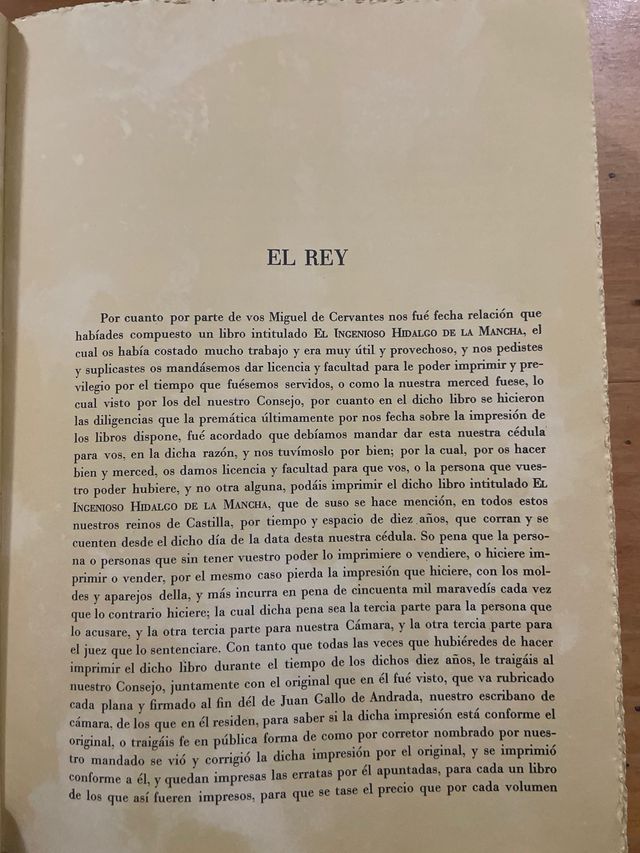 EL REY
Por cuanto por parte de vos Miguel de Cervantes nos fué fecha relación que
habíades compuesto un libro intitulado El Ingenioso Hidalgo de la Mancha, el
cual os había costado mucho trabajo y era muy útil y provechoso, y nos pedistes
y suplicastes os mandásemos dar licencia y facultad para le poder imprimir y pre-
vilegio por el tiempo que fuésemos servidos, o como la nuestra merced fuese, lo
cual visto por los del nuestro Consejo, por cuanto en el dicho libro se hicieron
las diligencias que la premática últimamente por nos fecha sobre la impresión de
los libros dispone, fué acordado que debíamos mandar dar esta nuestra cédula
para vos, en la dicha razón, y nos tuvímoslo por bien; por la cual, por os hacer
bien y merced, os damos licencia y facultad para que vos, o la persona que vues-
tro poder hubiere, y no otra alguna, podáis imprimir el dicho libro intitulado El
Ingenioso Hidalgo de la Mancha, que de suso se hace mención, en todos estos
nuestros reinos de Castilla, por tiempo y espacio de diez años, que corran y se
cuenten desde el dicho día de la data desta nuestra cédula. So pena que la perso-
na o personas que sin tener vuestro poder lo imprimiere o vendiere, o hiciere im-
primir o vender, por el mesmo caso pierda la impresión que hiciere, con los mol-
des y aparejos della, y más incurra en pena de cincuenta mil maravedís cada vez
que lo contrario hiciere; la cual dicha pena sea la tercia parte para la persona que
lo acusare, y la otra tercia parte para nuestra Cámara, y la otra tercia parte para
el juez que lo sentenciare. Con tanto que todas las veces que hubiéredes de hacer
imprimir el dicho libro durante el tiempo de los dichos diez años, le traigáis al
nuestro Consejo, juntamente con el original que en él fué visto, que va rubricado
cada plana y firmado al fin dél de Juan Gallo de Andrada, nuestro escribano de
cámara, de los que en él residen, para saber si la dicha impresión está conforme el
original, o traigáis fe en pública forma de como por corretor nombrado por nues-
tro mandado se vió y corrigió la dicha impresión por el original, y se imprimió
conforme a él, y quedan impresas las erratas por él apuntadas, para cada un libro
de los que así fueren impresos, para que se tase el precio que por cada volumen